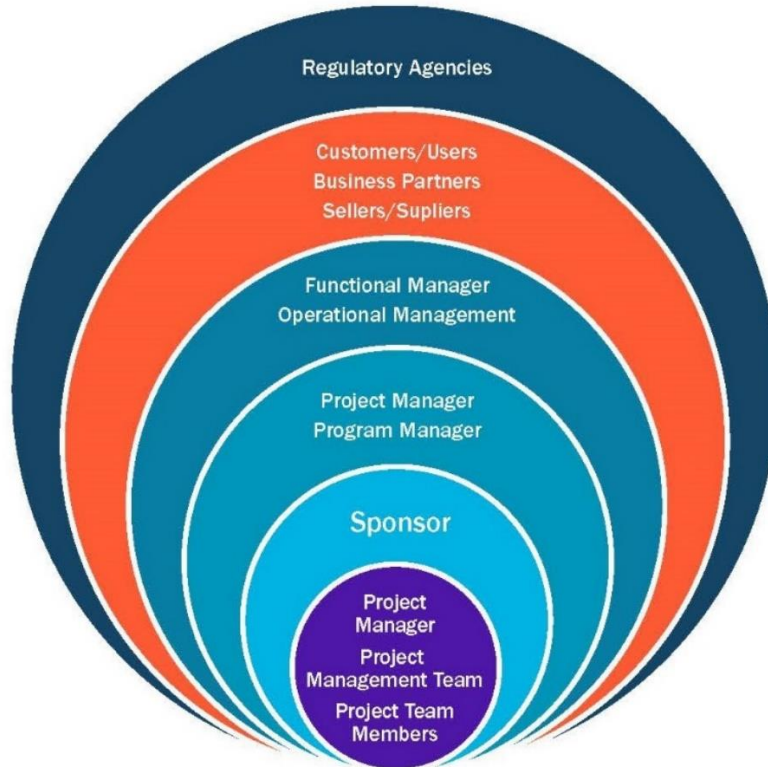 Regulatory Agencies
Customers/Users
Business Partners
Sellers/Supliers
Functional Manager
Operational Management
Project Manager
Program Manager
Sponsor
Project
Manager
Project
Management Team
Project Team
Members